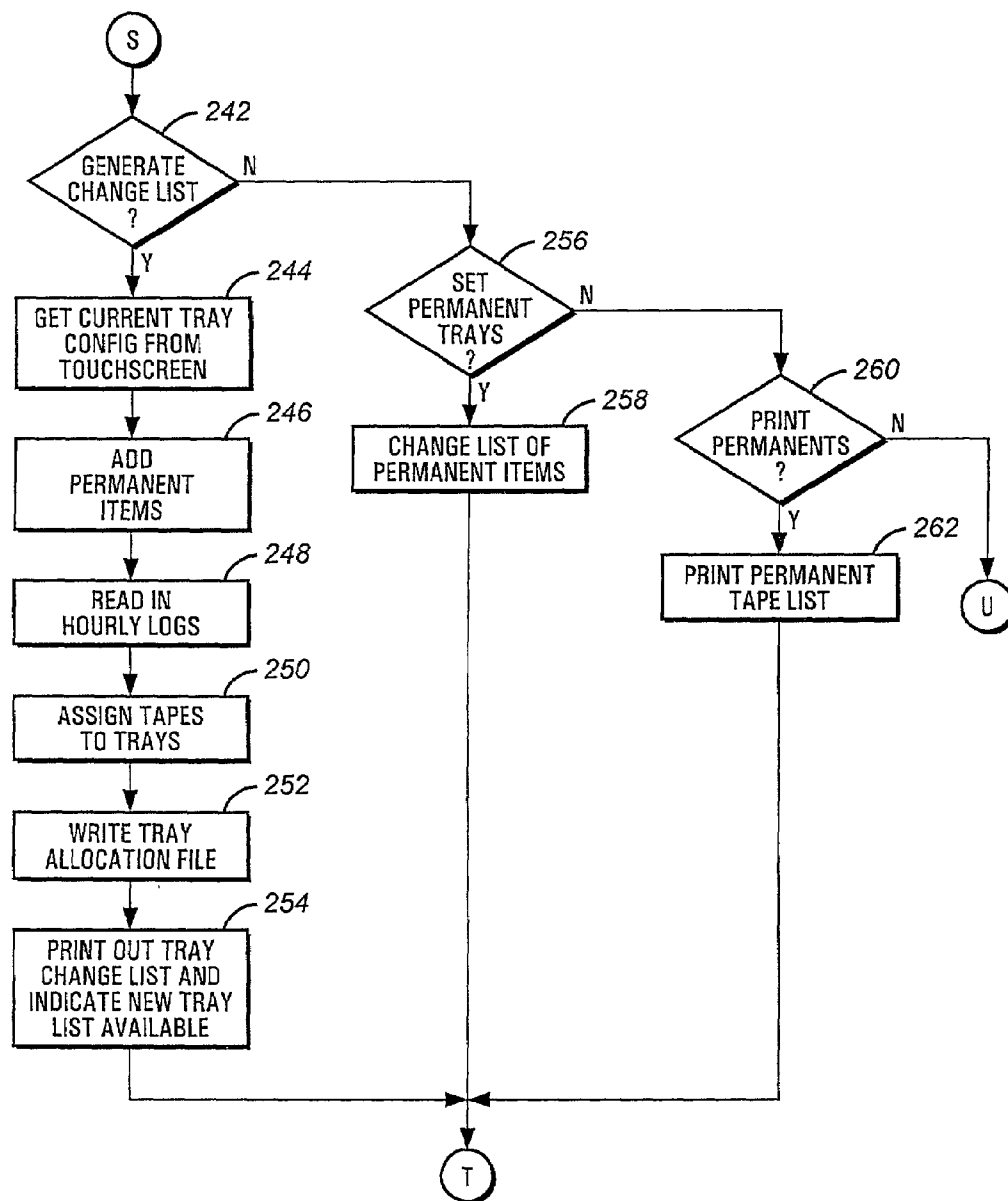 S
242
GENERATE
CHANGE LIST
?
N
Y
244
GET CURRENT TRAY
CONFIG FROM
TOUCHSCREEN
246
ADD
PERMANENT
ITEMS
248
READ IN
HOURLY LOGS
250
ASSIGN TAPES
TO TRAYS
252
WRITE TRAY
ALLOCATION FILE
254
PRINT OUT TRAY
CHANGE LIST AND
INDICATE NEW TRAY
LIST AVAILABLE
256
SET
PERMANENT
TRAYS
?
N
Y
258
CHANGE LIST OF
PERMANENT ITEMS
260
PRINT
PERMANENTS
?
N
Y
262
PRINT PERMANENT
TAPE LIST
U
T